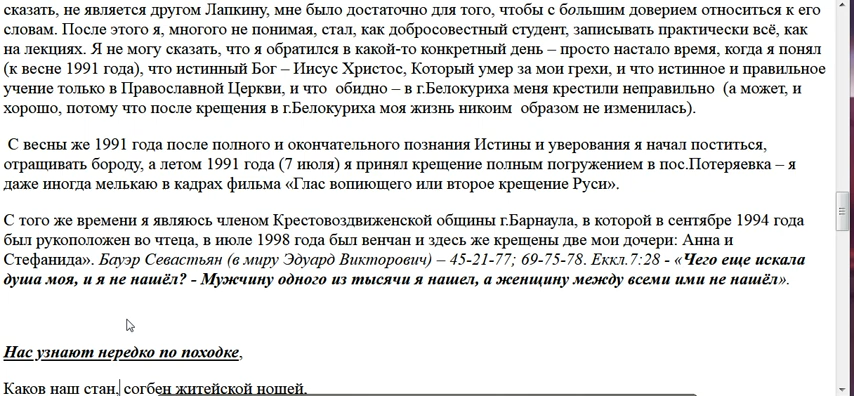 сказать, не является другом Лапкину, мне было достаточно для того, чтобы с большим доверием относиться к его
словам. После этого я, многого не понимая, стал, как добросовестный студент, записывать практически всё, как
на лекциях. Я не могу сказать, что я обратился в какой-то конкретный день – просто настало время, когда я понял
(к весне 1991 года), что истинный Бог – Иисус Христос, Который умер за мои грехи, и что истинное и правильное
учение только в Православной Церкви, и что  обидно – в г.Белокуриха меня крестили неправильно  (а может, и
хорошо, потому что после крещения в г.Белокуриха моя жизнь никоим  образом не изменилась).
С весны же 1991 года после полного и окончательного познания Истины и уверования я начал поститься,
отращивать бороду, а летом 1991 года (7 июля) я принял крещение полным погружением в пос.Потеряевка – я
даже иногда мелькаю в кадрах фильма «Глас вопиющего или второе крещение Руси».
С того же времени я являюсь членом Крестовоздвиженской общины г.Барнаула, в которой в сентябре 1994 года
был рукоположен во чтеца, в июле 1998 года был венчан и здесь же крещены две мои дочери: Анна и
Стефанида». Бауэр Севастьян (в миру Эдуард Викторович) – 45-21-77; 69-75-78. Еккл.7:28 - «Чего еще искала
душа моя, и я не нашёл? - Мужчину одного из тысячи я нашел, а женщину между всеми ими не нашёл».
Нас узнают нередко по походке,
Каков наш стан, согбен житейской ношей,